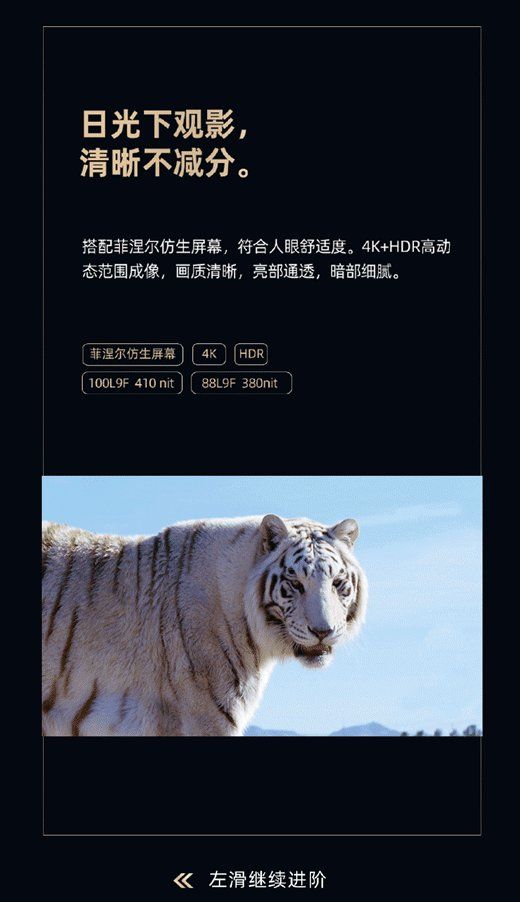 日光下观影，
清晰不减分。
搭配菲涅尔仿生屏幕，符合人眼舒适度。4K+HDR高动
态范围成像，画质清晰，亮部通透，暗部细腻。
菲涅尔仿生屏幕 4K HDR
100L9F 410 nit 88L9F 380nit
左滑继续进阶